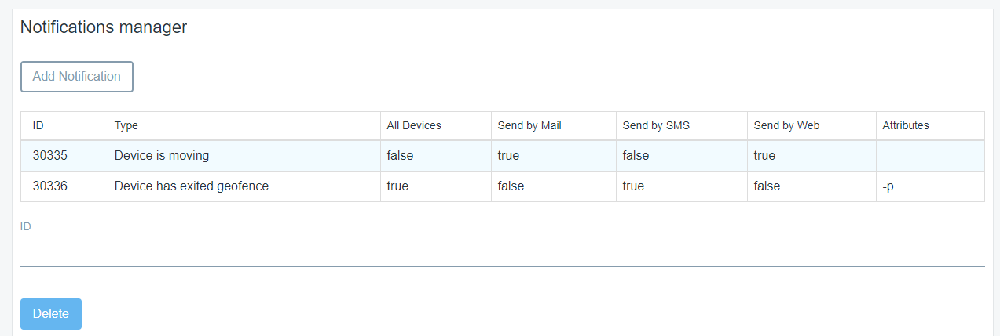 Notifications manager
Add Notification
ID Type All Devices Send by Mail Send by SMS Send by Web Attributes
30335 Device is moving false true false true
30336 Device has exited geofence true false true false -p
ID
Delete